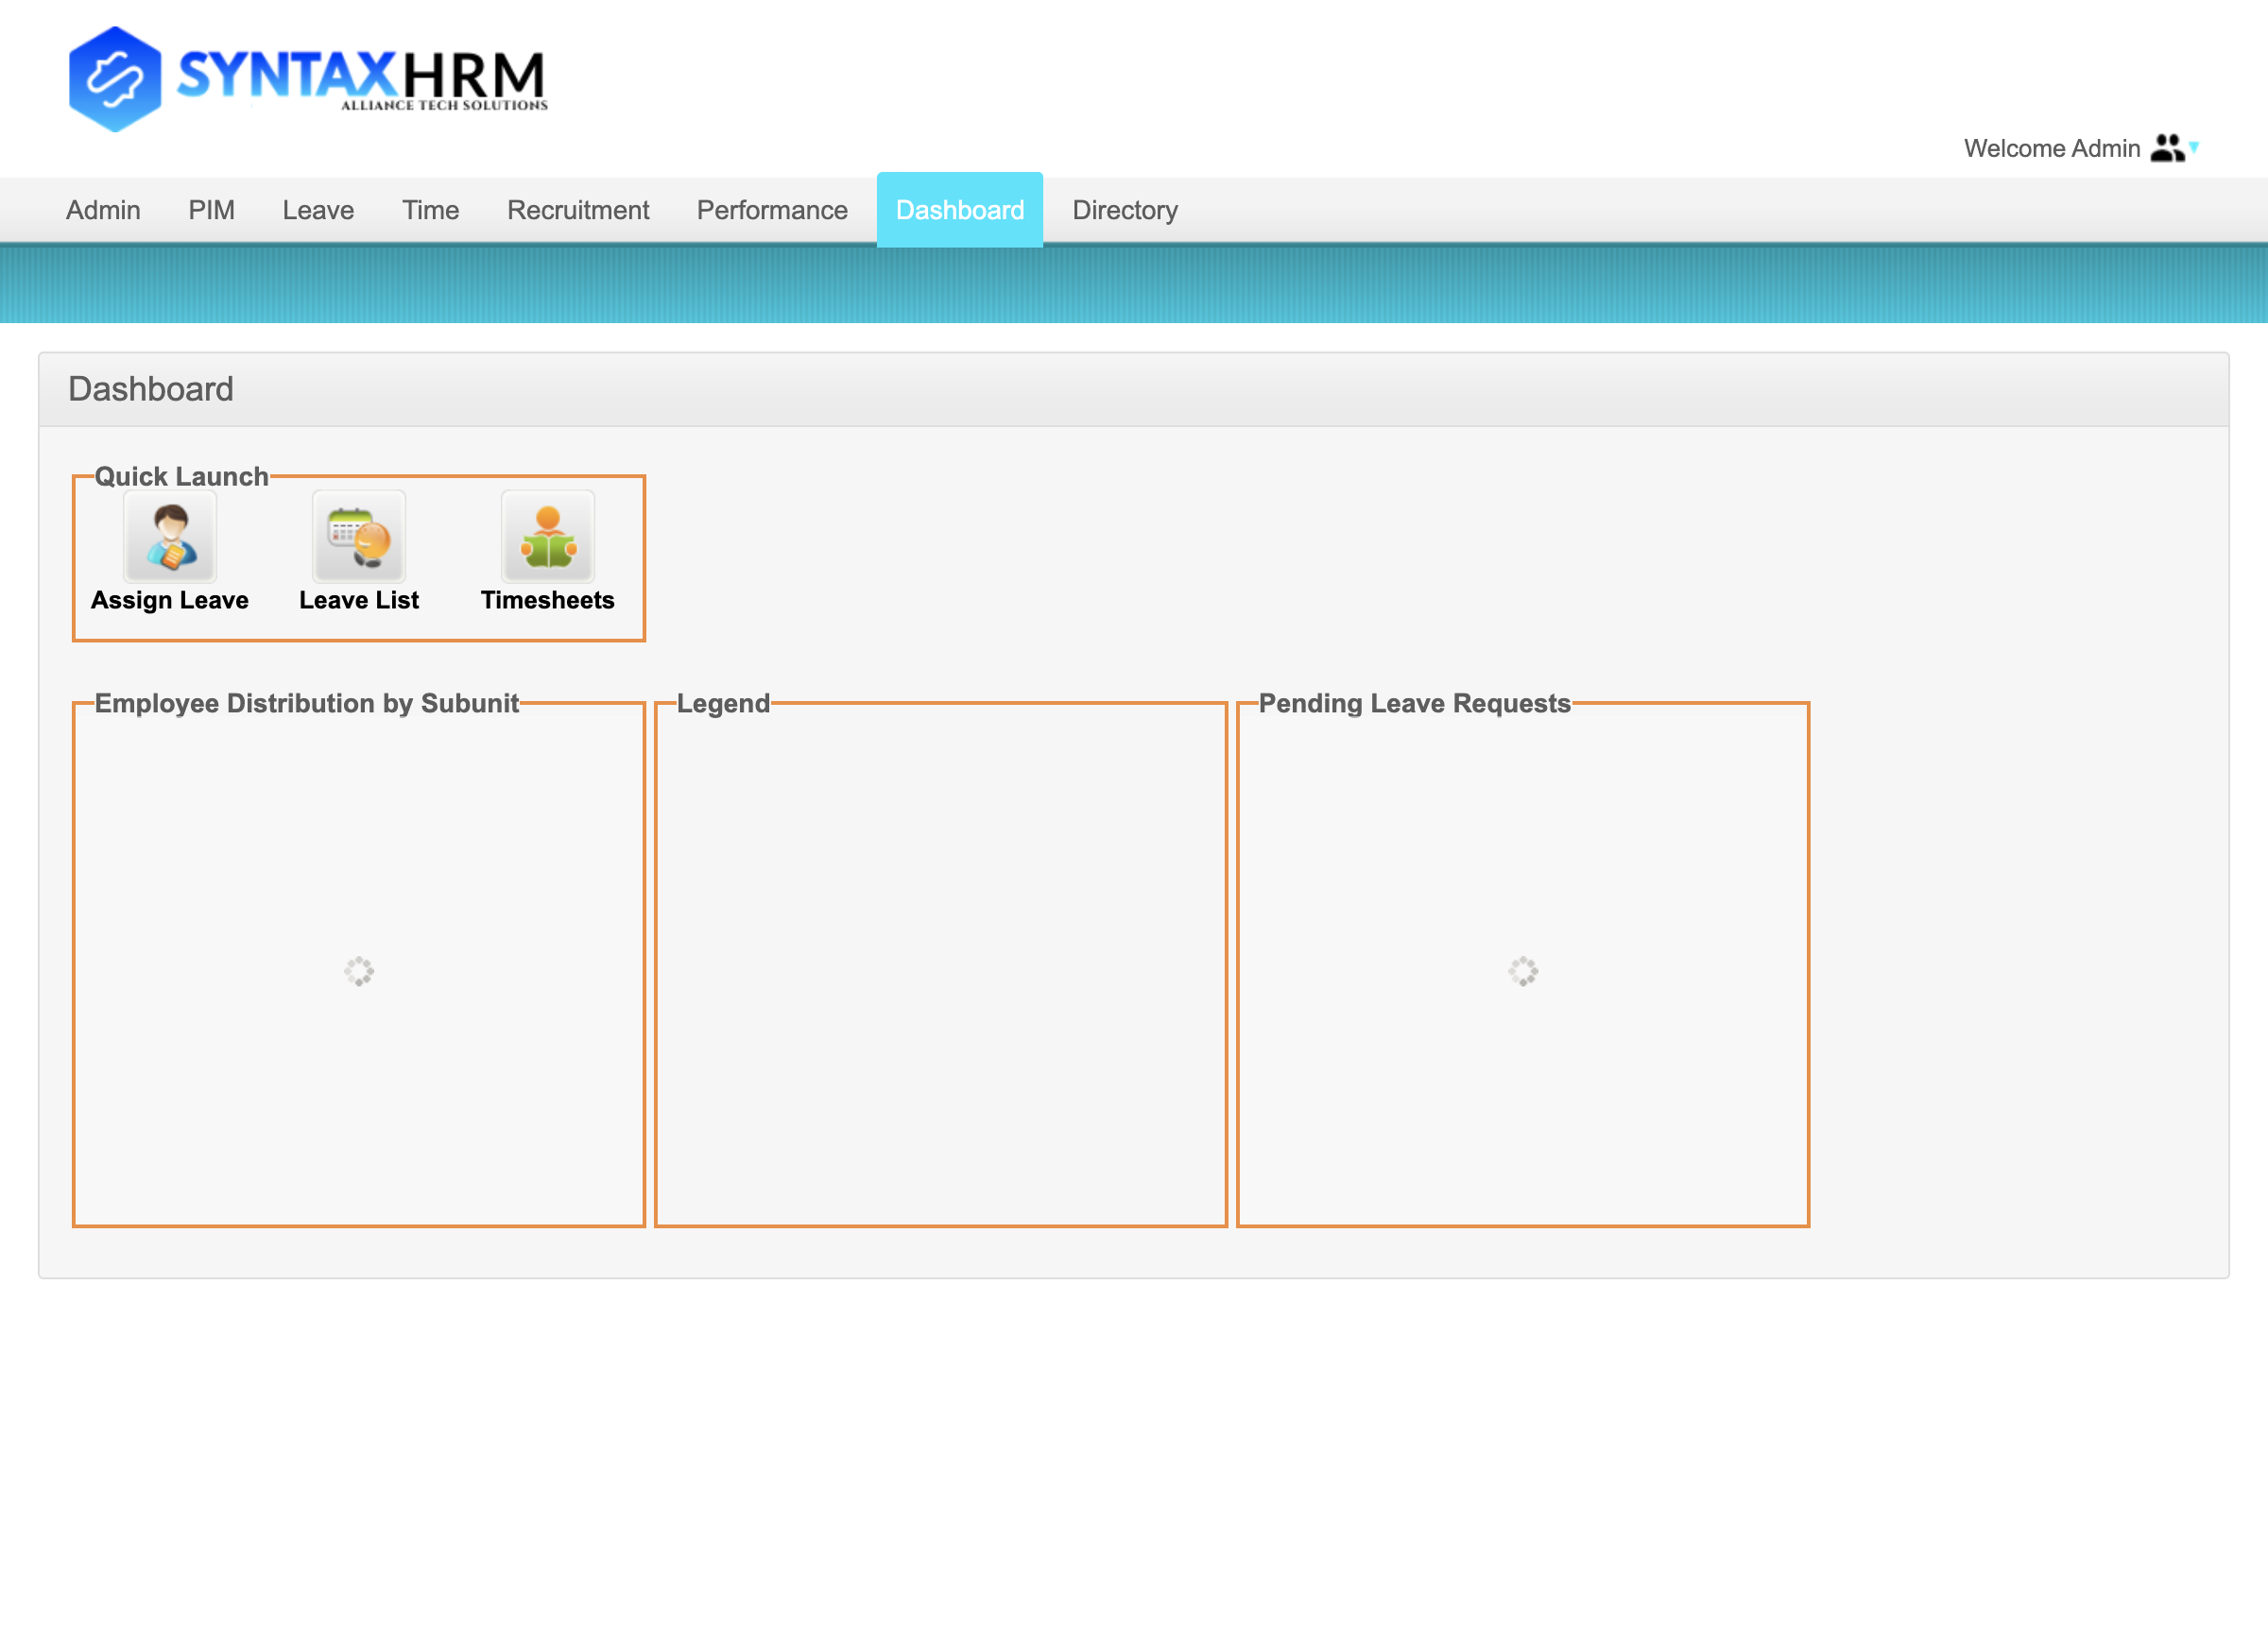 SYNTAXHRM
ALLIANCE TECH SOLUTIONS
Welcome Admin
Admin PIM Leave Time Recruitment Performance Dashboard Directory
Dashboard
Quick Launch
Assign Leave Leave List Timesheets
Employee Distribution by Subunit Legend Pending Leave Requests